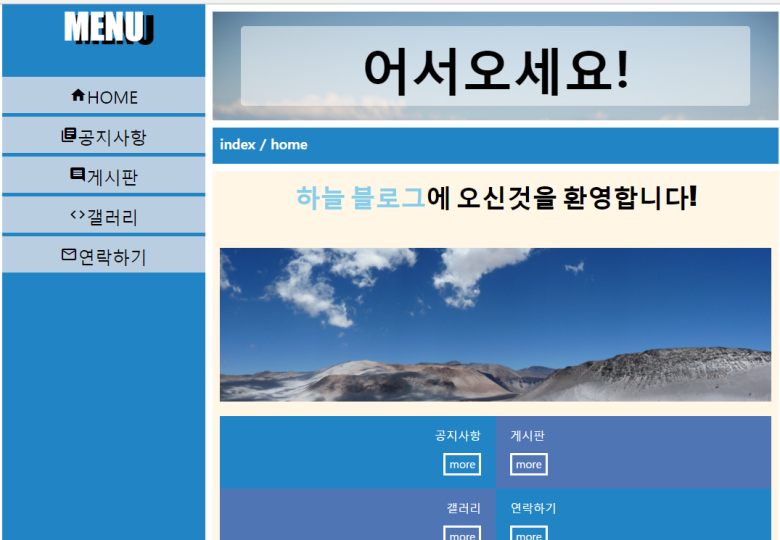 MENU
HOME
공지사항
게시판
갤러리
연락하기
어서오세요!
index / home
하늘 블로그에 오신것을 환영합니다!
공지사항
more
게시판
more
갤러리
more
연락하기
more